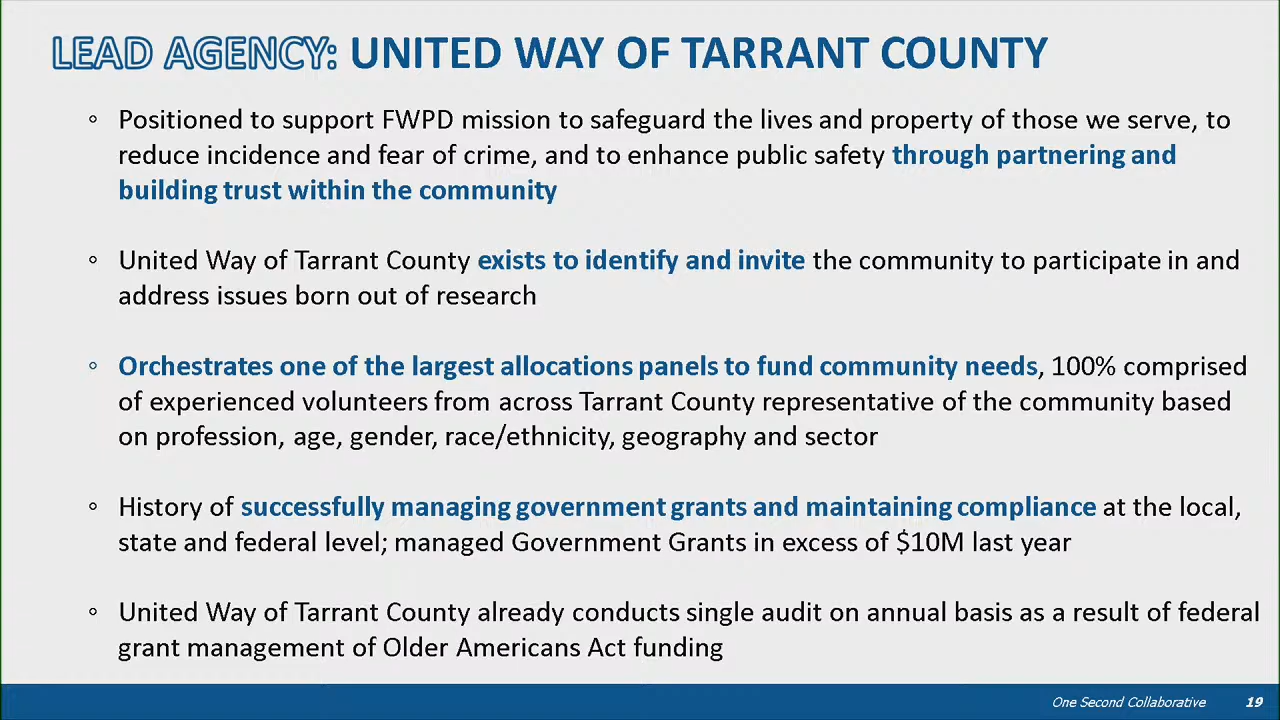 LEAD AGENCY: UNITED WAY OF TARRANT COUNTY
◦ Positioned to support FWPD mission to safeguard the lives and property of those we serve, to
reduce incidence and fear of crime, and to enhance public safety through partnering and
building trust within the community
◦ United Way of Tarrant County exists to identify and invite the community to participate in and
address issues born out of research
◦ Orchestrates one of the largest allocations panels to fund community needs, 100% comprised
of experienced volunteers from across Tarrant County representative of the community based
on profession, age, gender, race/ethnicity, geography and sector
◦ History of successfully managing government grants and maintaining compliance at the local,
state and federal level; managed Government Grants in excess of $10M last year
◦ United Way of Tarrant County already conducts single audit on annual basis as a result of federal
grant management of Older Americans Act funding
One Second Collaborative 19